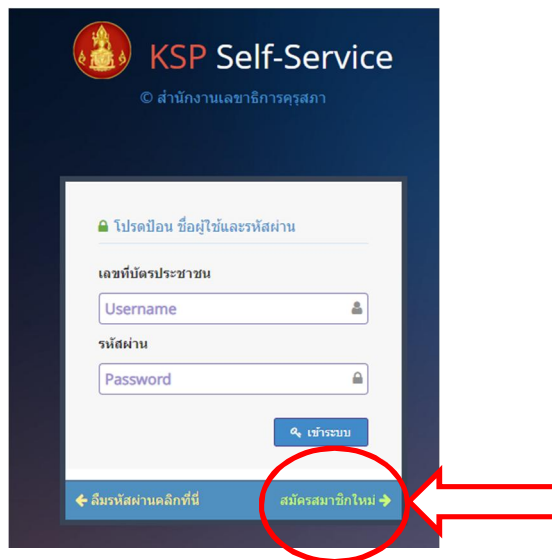 KSP Self-Service
© สำนักงานเลขาธิการคุรุสภา
โปรดป้อน ชื่อผู้ใช้และรหัสผ่าน
เลขที่บัตรประชาชน
Username
รหัสผ่าน
Password
เข้าระบบ
ลืมรหัสผ่านคลิกที่นี่ สมัครสมาชิกใหม่